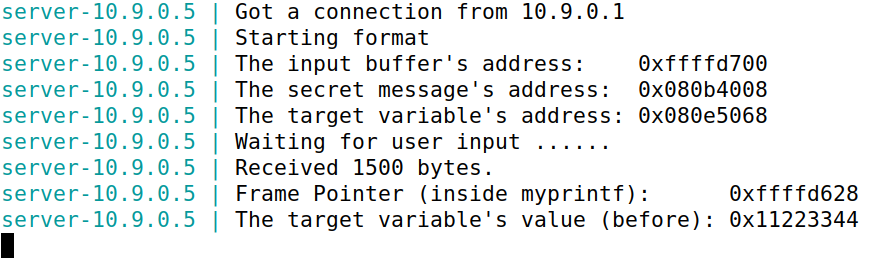 server-10.9.0.5 | Got a connection from 10.9.0.1
server-10.9.0.5 | Starting format
server-10.9.0.5 | The input buffer's address:    0xffffd700
server-10.9.0.5 | The secret message's address:  0x080b4008
server-10.9.0.5 | The target variable's address: 0x080e5068
server-10.9.0.5 | Waiting for user input ......
server-10.9.0.5 | Received 1500 bytes.
server-10.9.0.5 | Frame Pointer (inside myprintf):      0xffffd628
server-10.9.0.5 | The target variable's value (before): 0x11223344